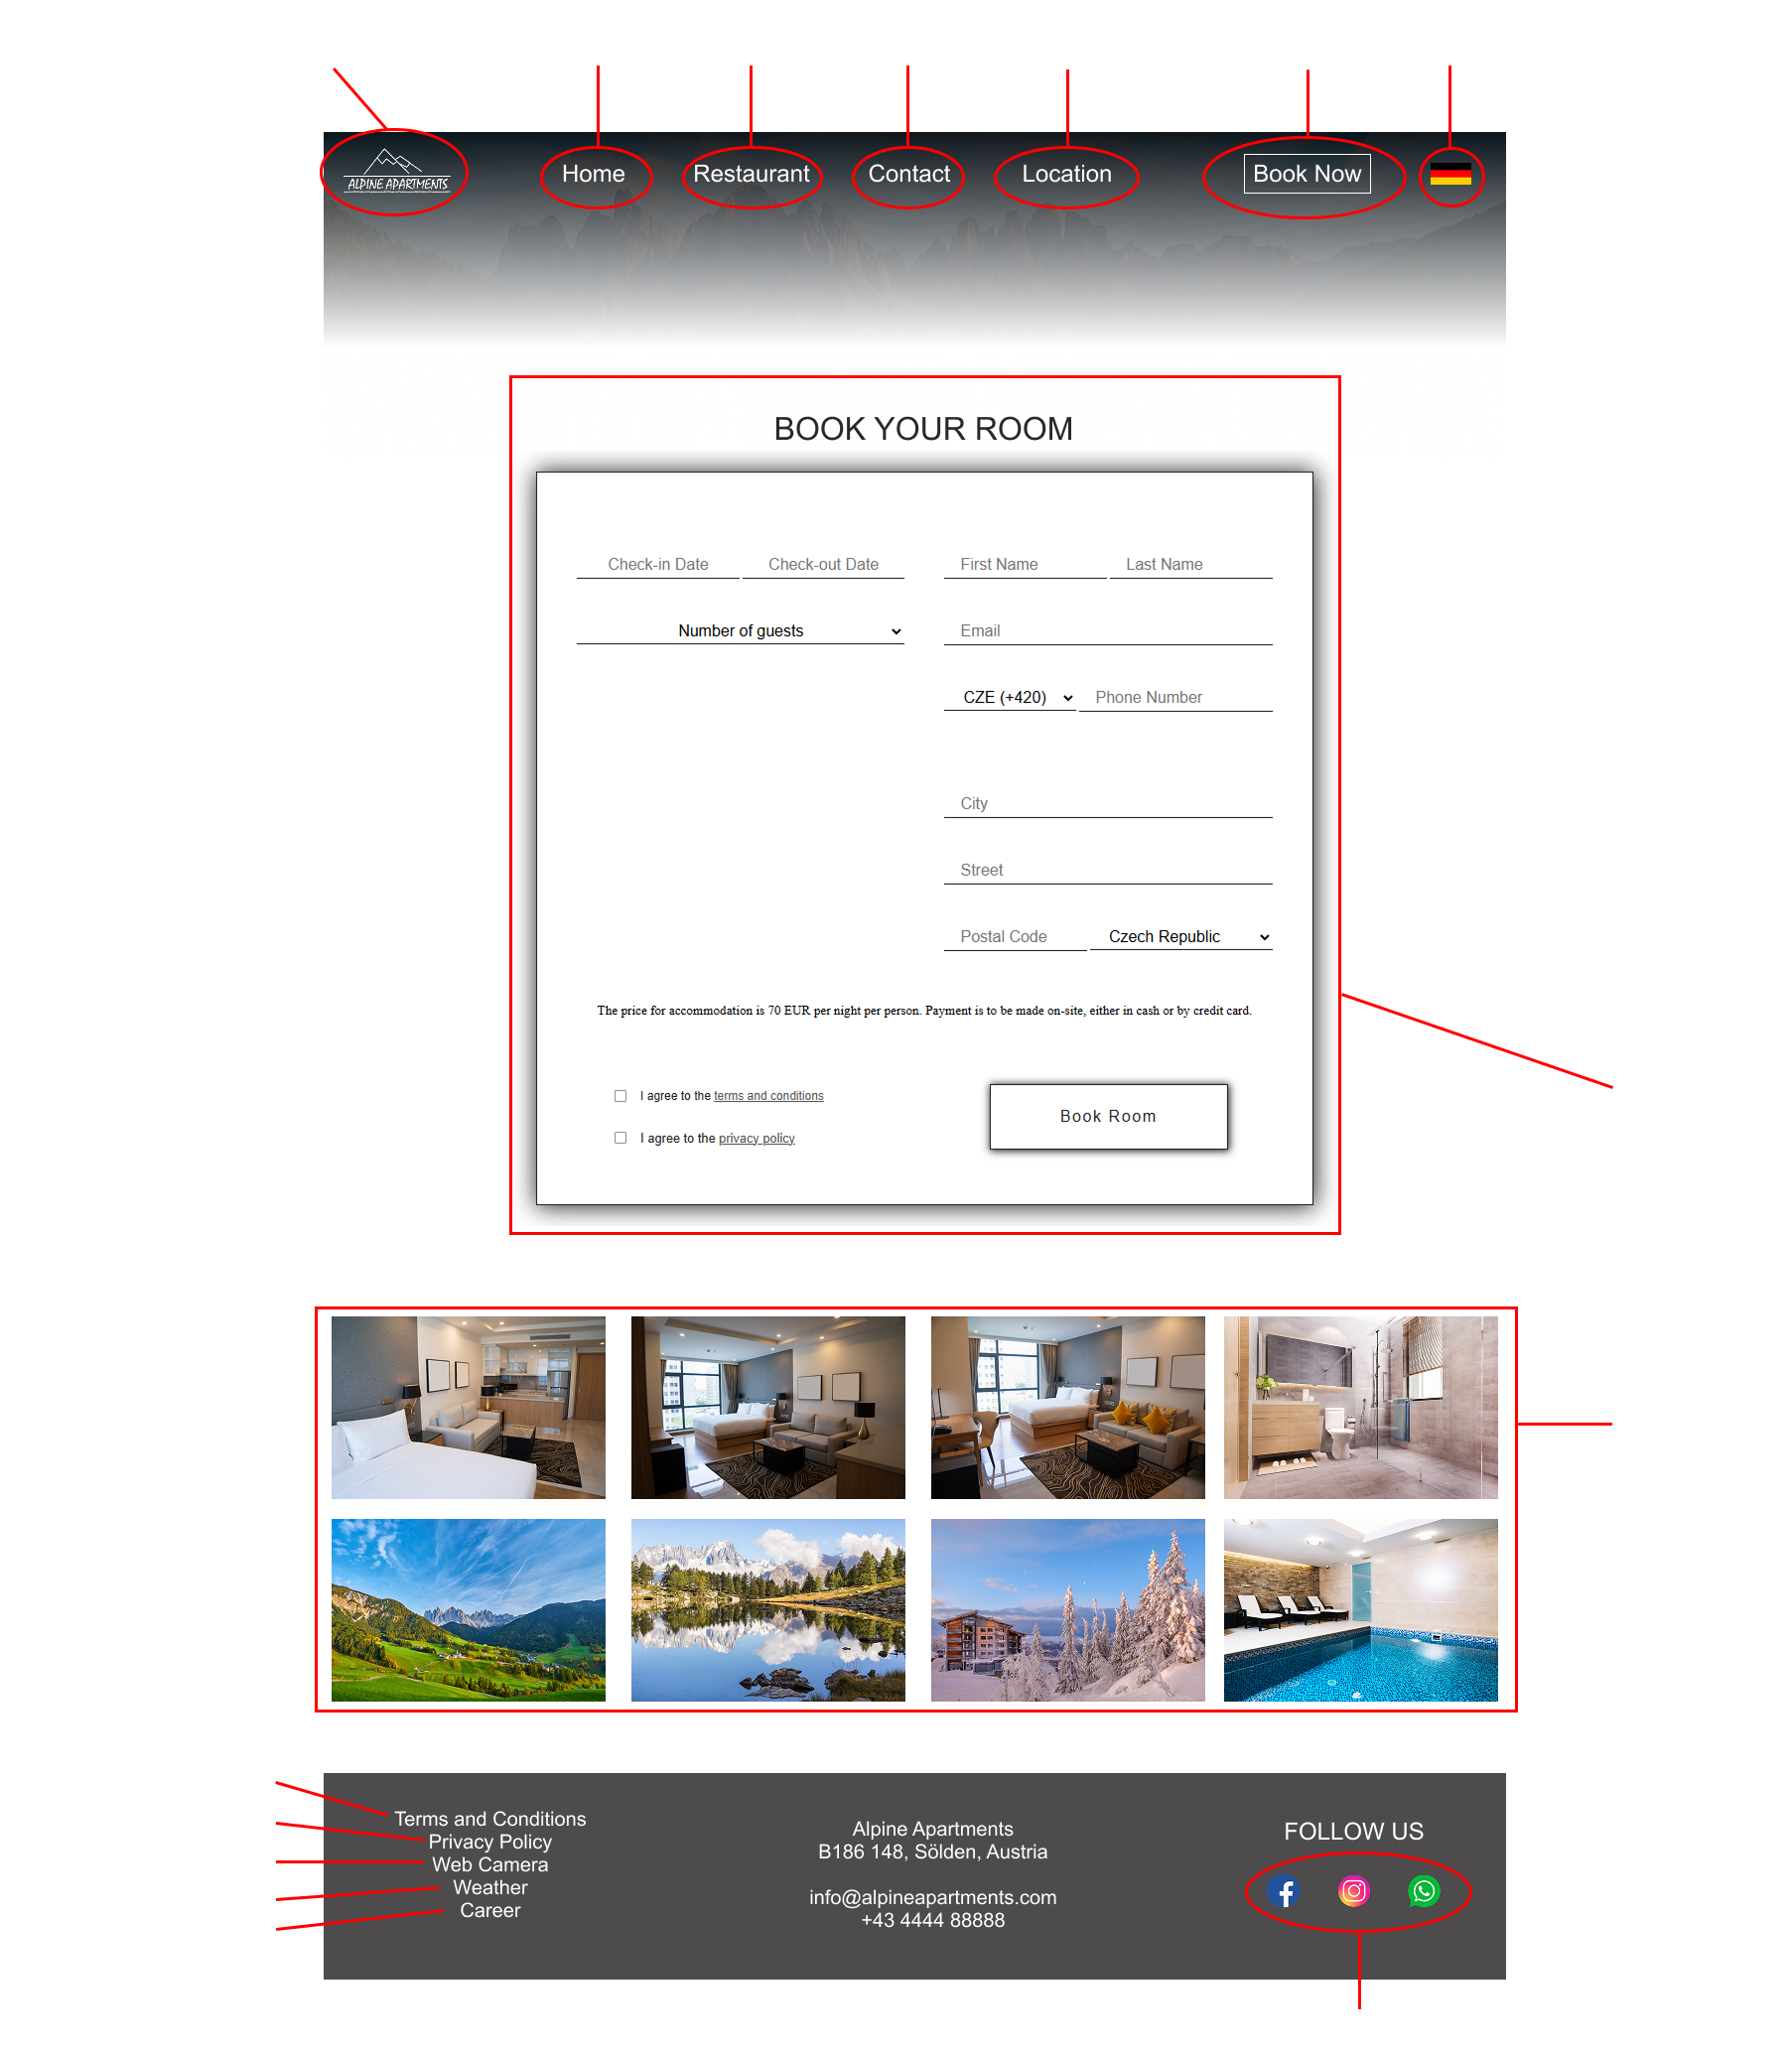 ALPINE APARTMENTS
Home
Restaurant
Contact
Location
Book Now
BOOK YOUR ROOM
Check-in Date
Check-out Date
First Name
Last Name
Number of guests
Email
CZE (+420)
Phone Number
City
Street
Postal Code
Czech Republic
The price for accommodation is 70 EUR per night per person. Payment is to be made on-site, either in cash or by credit card.
I agree to the terms and conditions
I agree to the privacy policy
Book Room
Terms and Conditions
Privacy Policy
Web Camera
Weather
Career
Alpine Apartments
B186 148, Sölden, Austria
info@alpineapartments.com
+43 4444 88888
FOLLOW US